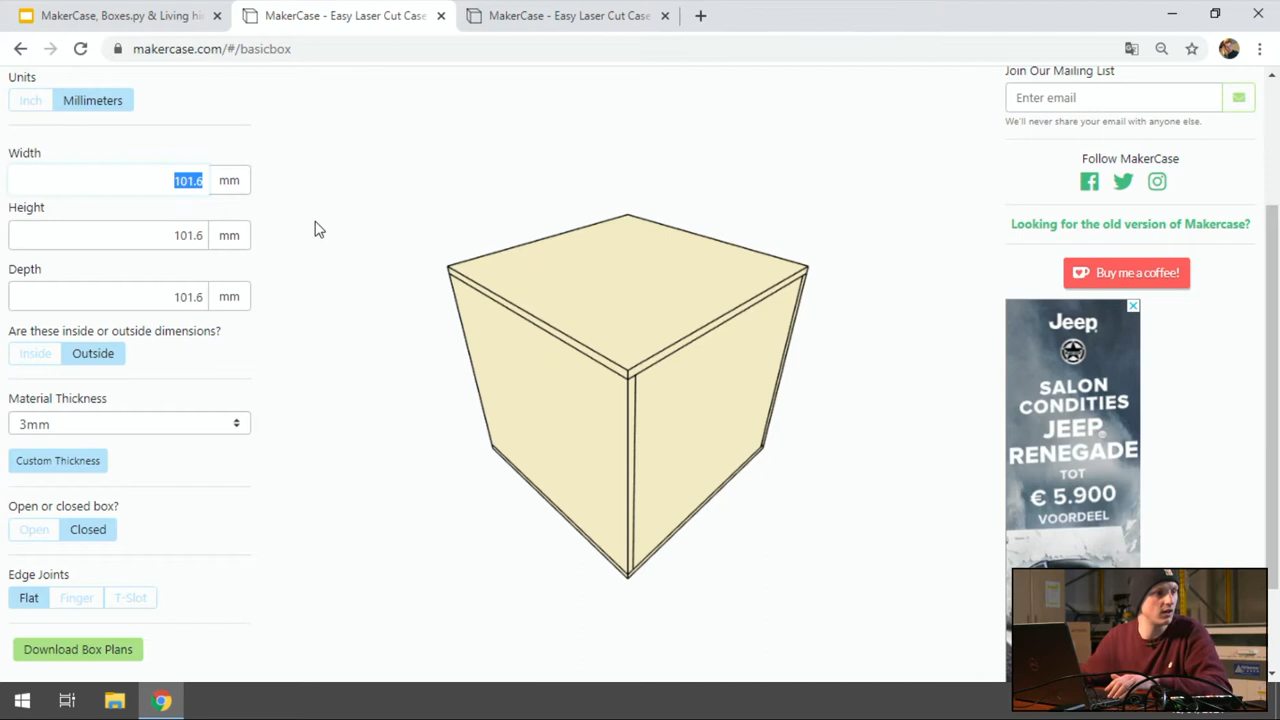 MakerCase, Boxes.py & Living hi
MakerCase - Easy Laser Cut Case
MakerCase - Easy Laser Cut Case
makercase.com/#/basicbox
Units
Inch Millimeters
Width
101.6 mm
Height
101.6 mm
Depth
101.6 mm
Are these inside or outside dimensions?
Inside Outside
Material Thickness
3mm
Custom Thickness
Open or closed box?
Open Closed
Edge Joints
Flat Finger T-Slot
Download Box Plans
Join Our Mailing List
Enter email
We'll never share your email with anyone else.
Follow MakerCase
Looking for the old version of Makercase?
Buy me a coffee!
Jeep
SALON
CONDITIES
JEEP®
RENEGADE
TOT
€ 5.900
VOORDEEL